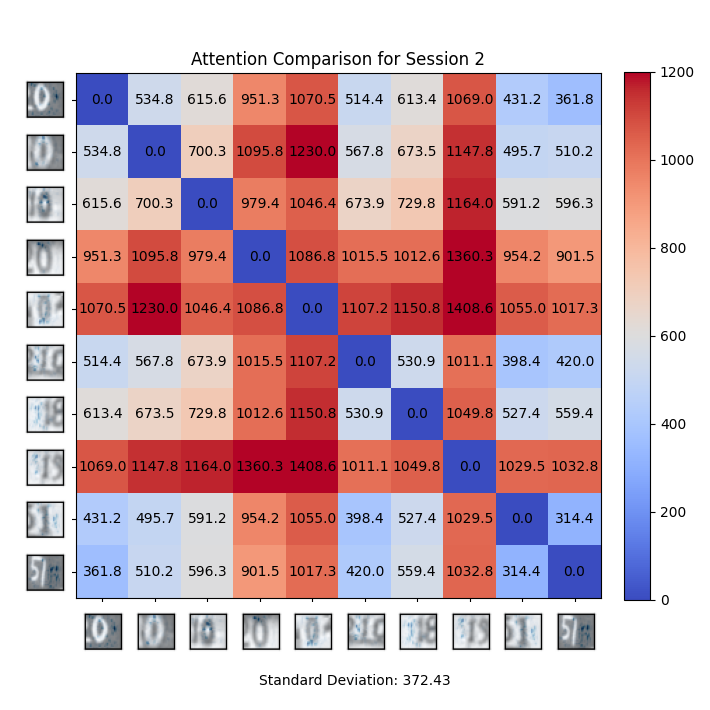 Attention Comparison for Session 2
0.0 534.8 615.6 951.3 1070.5 514.4 613.4 1069.0 431.2 361.8
534.8 0.0 700.3 1095.8 1230.0 567.8 673.5 1147.8 495.7 510.2
615.6 700.3 0.0 979.4 1046.4 673.9 729.8 1164.0 591.2 596.3
951.3 1095.8 979.4 0.0 1086.8 1015.5 1012.6 1360.3 954.2 901.5
1070.5 1230.0 1046.4 1086.8 0.0 1107.2 1150.8 1408.6 1055.0 1017.3
514.4 567.8 673.9 1015.5 1107.2 0.0 530.9 1011.1 398.4 420.0
613.4 673.5 729.8 1012.6 1150.8 530.9 0.0 1049.8 527.4 559.4
1069.0 1147.8 1164.0 1360.3 1408.6 1011.1 1049.8 0.0 1029.5 1032.8
431.2 495.7 591.2 954.2 1055.0 398.4 527.4 1029.5 0.0 314.4
361.8 510.2 596.3 901.5 1017.3 420.0 559.4 1032.8 314.4 0.0
1200
1000
800
600
400
200
0
Standard Deviation: 372.43